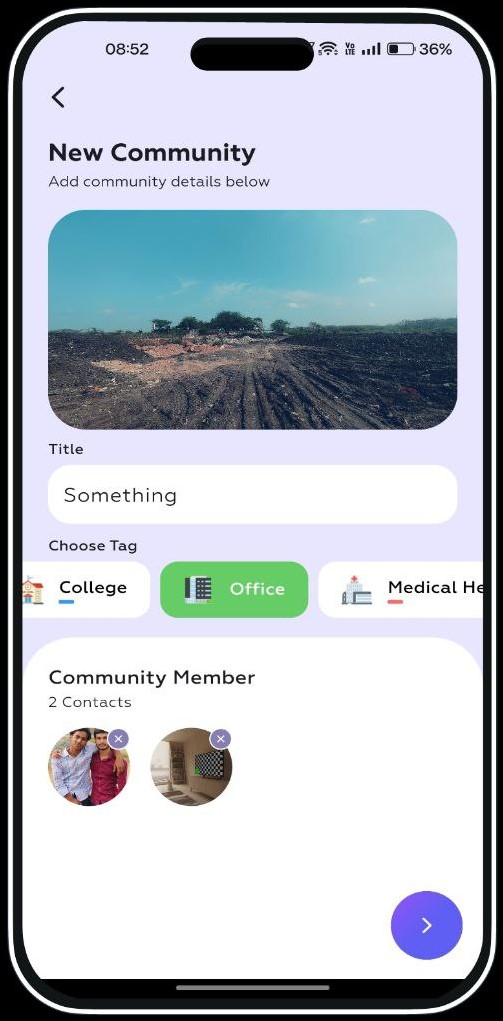 08:52 Vo LTE 36%
New Community
Add community details below
Title
Something
Choose Tag
College Office Medical He
Community Member
2 Contacts